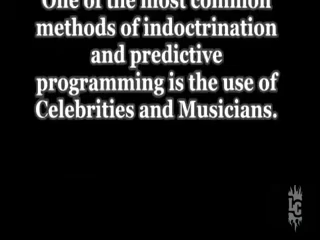 One of the most common
methods of indoctrination
and predictive
programming is the use of
Celebrities and Musicians.